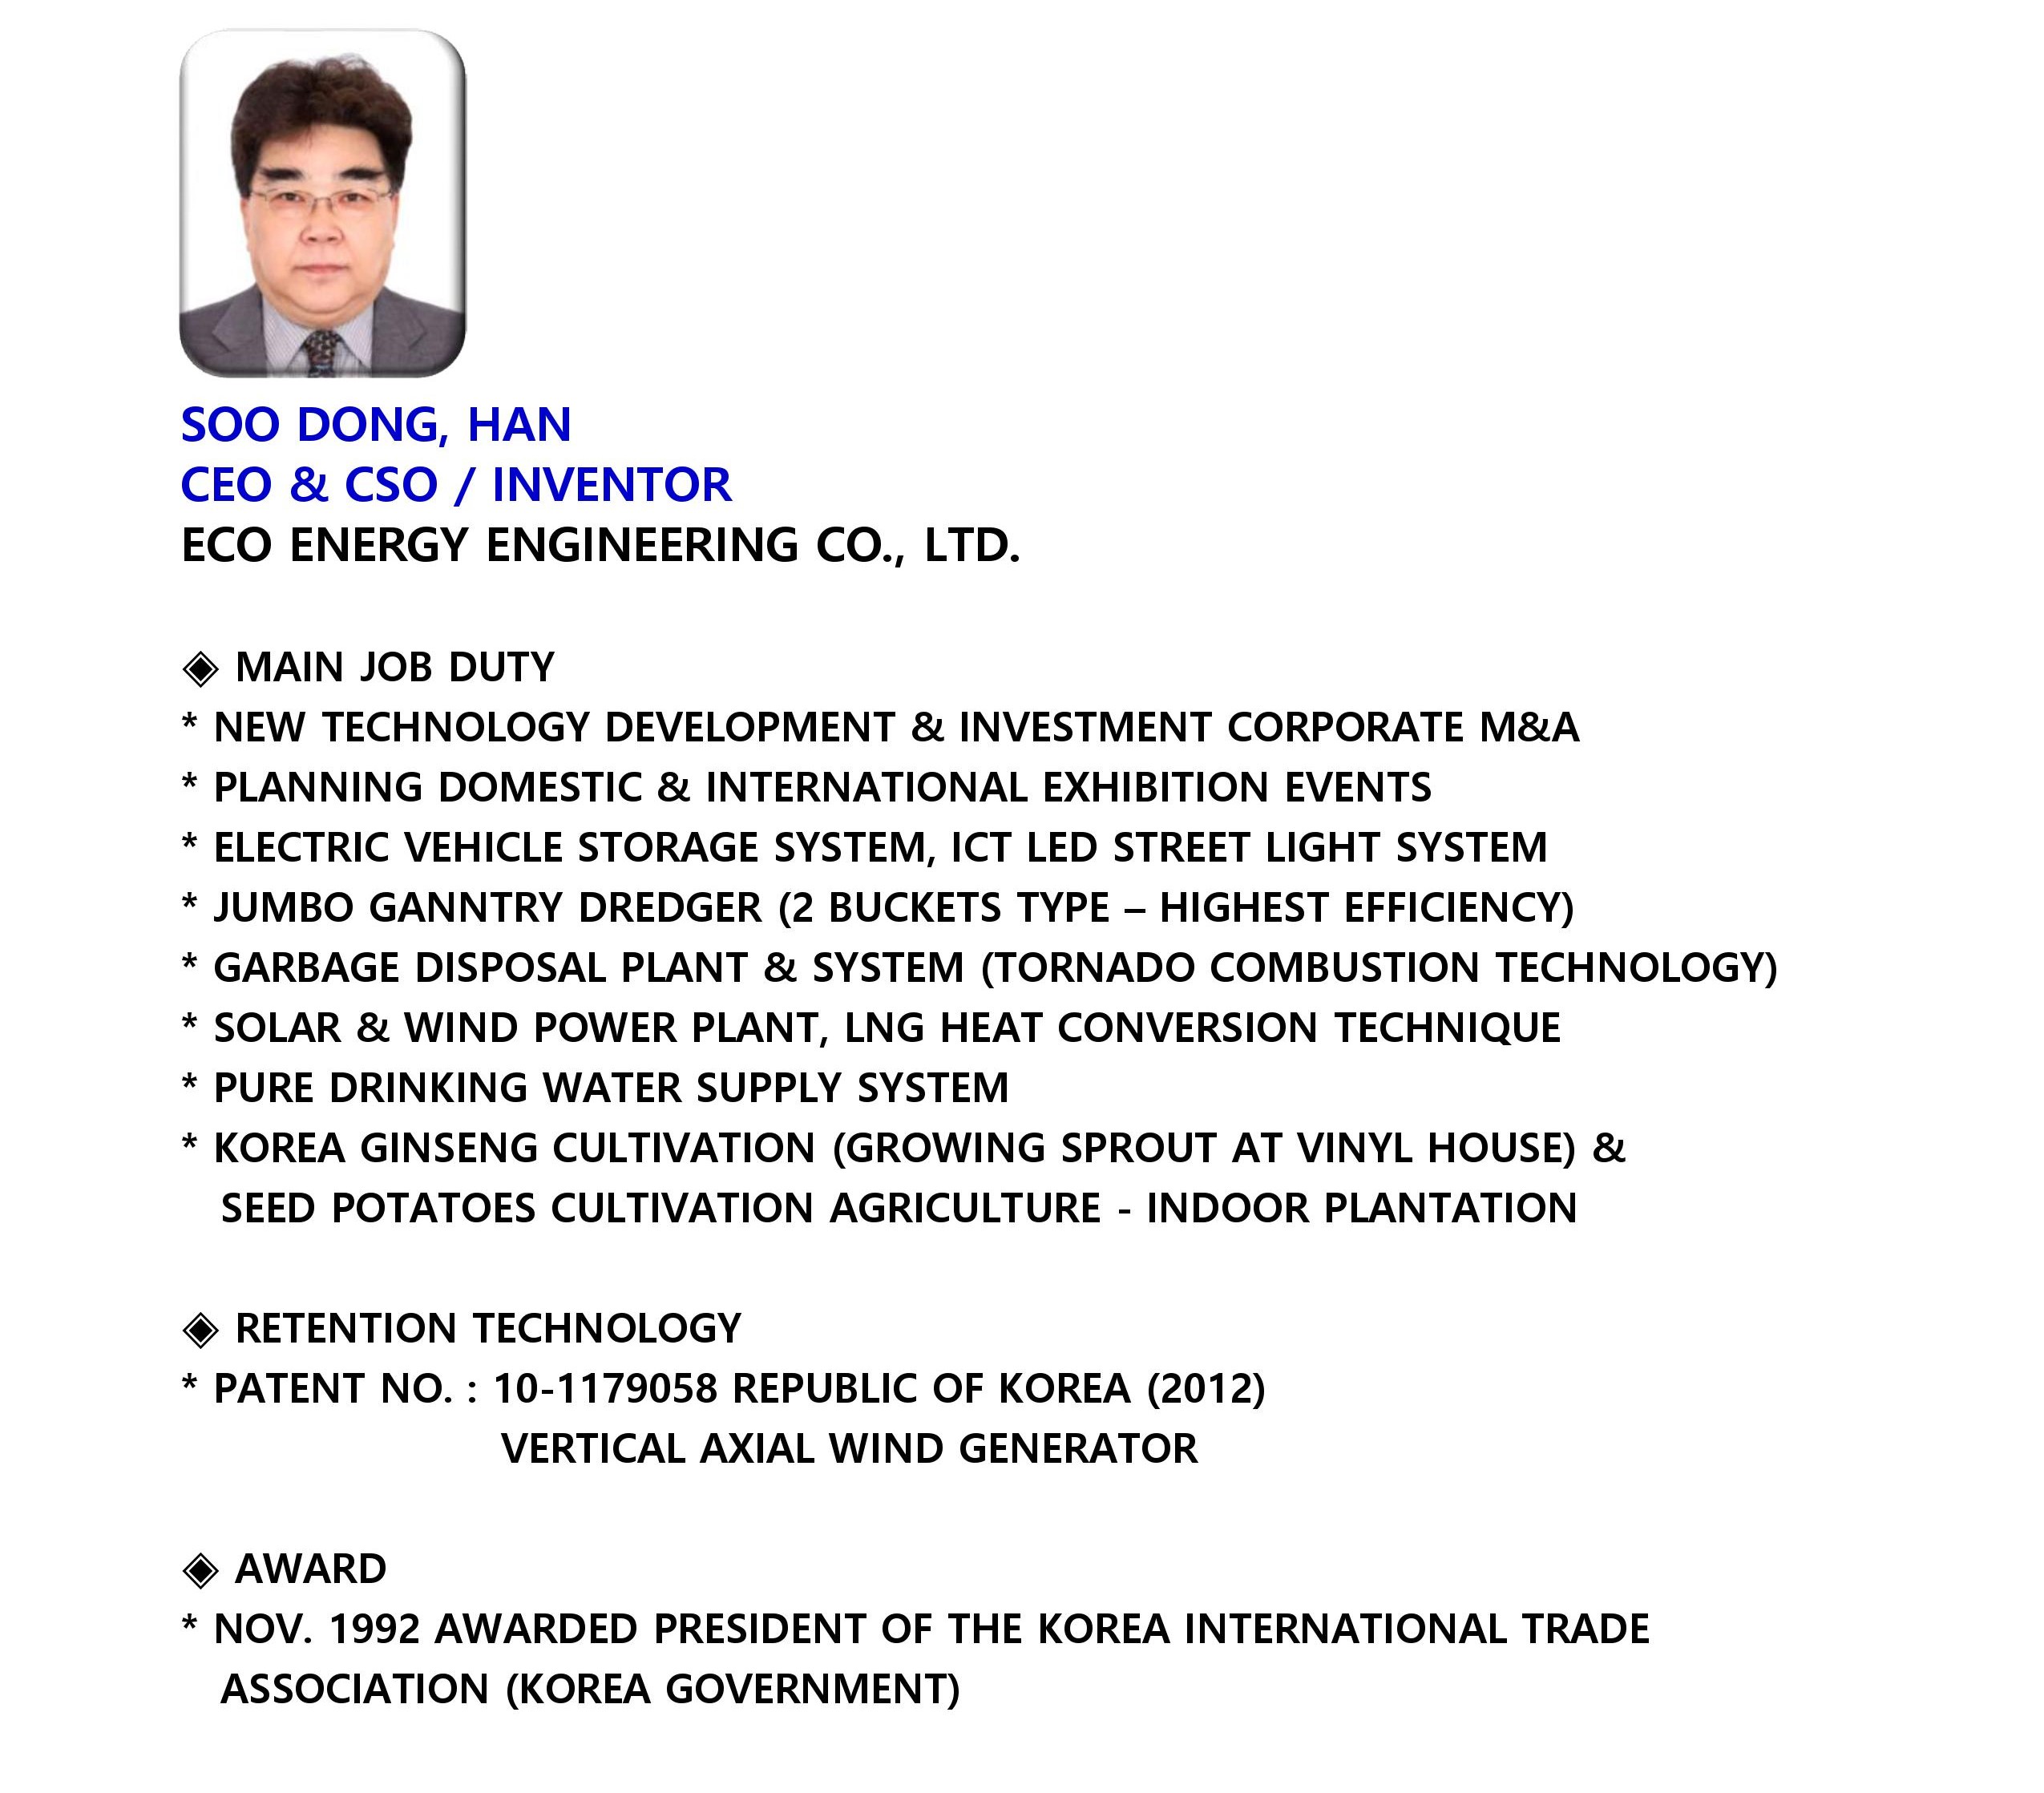 SOO DONG, HAN
CEO & CSO / INVENTOR
ECO ENERGY ENGINEERING CO., LTD.
◈ MAIN JOB DUTY
* NEW TECHNOLOGY DEVELOPMENT & INVESTMENT CORPORATE M&A
* PLANNING DOMESTIC & INTERNATIONAL EXHIBITION EVENTS
* ELECTRIC VEHICLE STORAGE SYSTEM, ICT LED STREET LIGHT SYSTEM
* JUMBO GANNTRY DREDGER (2 BUCKETS TYPE – HIGHEST EFFICIENCY)
* GARBAGE DISPOSAL PLANT & SYSTEM (TORNADO COMBUSTION TECHNOLOGY)
* SOLAR & WIND POWER PLANT, LNG HEAT CONVERSION TECHNIQUE
* PURE DRINKING WATER SUPPLY SYSTEM
* KOREA GINSENG CULTIVATION (GROWING SPROUT AT VINYL HOUSE) &
SEED POTATOES CULTIVATION AGRICULTURE - INDOOR PLANTATION
◈ RETENTION TECHNOLOGY
* PATENT NO. : 10-1179058 REPUBLIC OF KOREA (2012)
VERTICAL AXIAL WIND GENERATOR
◈ AWARD
* NOV. 1992 AWARDED PRESIDENT OF THE KOREA INTERNATIONAL TRADE
ASSOCIATION (KOREA GOVERNMENT)